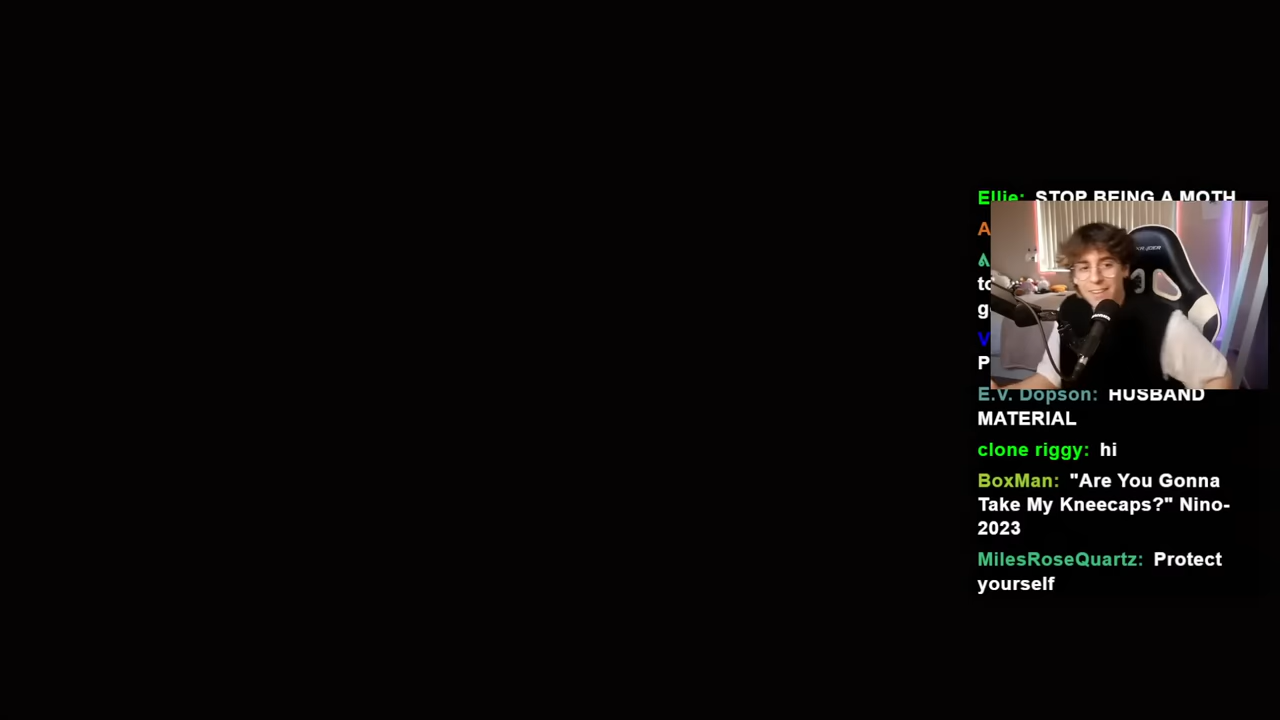 Ellie: STOP BEING A MOTH
A
to
g
V
P
E.V. Dopson: HUSBAND
MATERIAL
clone riggy: hi
BoxMan: "Are You Gonna
Take My Kneecaps?" Nino-
2023
MilesRoseQuartz: Protect
yourself